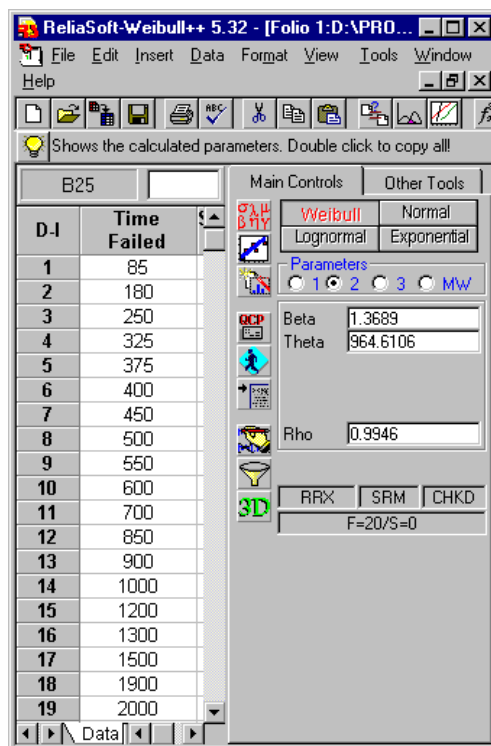 ReliaSoft-Weibull++ 5.32 - [Folio 1:D:\PRO...
File Edit Insert Data Format View Tools Window
Help
ABC
Shows the calculated parameters. Double click to copy all!
B25
Main Controls Other Tools
D-I Time Failed
Weibull Normal
Lognormal Exponential
Parameters
1 2 3 MW
Beta 1.3689
Theta 964.6106
Rho 0.9946
QCP
3D
RRX SRM CHKD
F=20/S=0
1 85
2 180
3 250
4 325
5 375
6 400
7 450
8 500
9 550
10 600
11 700
12 850
13 900
14 1000
15 1200
16 1300
17 1500
18 1900
19 2000
Data